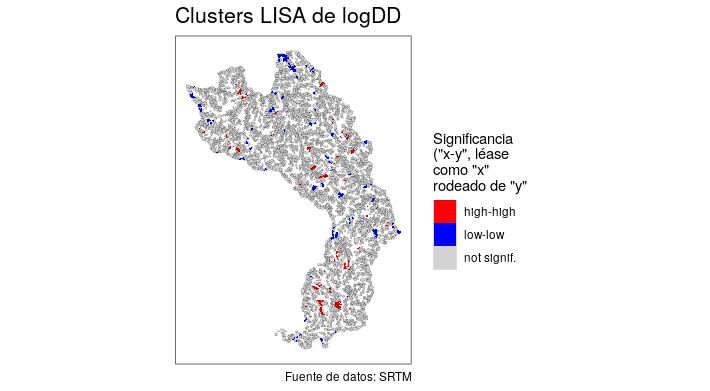 Clusters LISA de logDD
Significancia
("x-y", léase
como "x"
rodeado de "y"
high-high
low-low
not signif.
Fuente de datos: SRTM